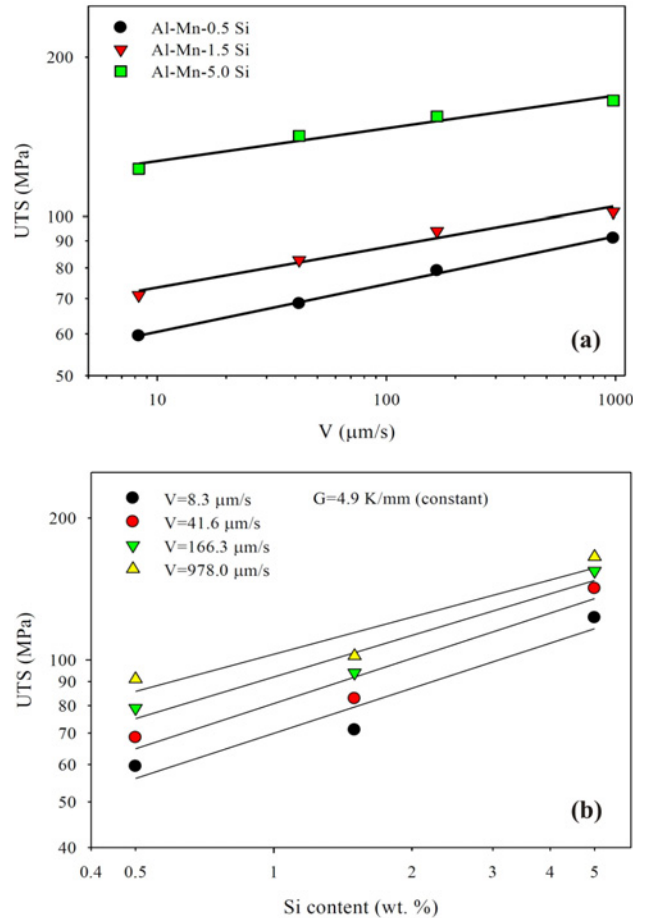 Al-Mn-0.5 Si
Al-Mn-1.5 Si
Al-Mn-5.0 Si
200
100
90
80
70
60
50
UTS (MPa)
(a)
10 100 1000
V (μm/s)
V=8.3 μm/s G=4.9 K/mm (constant)
V=41.6 μm/s
V=166.3 μm/s
V=978.0 μm/s
200
100
90
80
70
60
50
40
UTS (MPa)
(b)
0.4 0.5 1 2 3 4 5
Si content (wt. %)